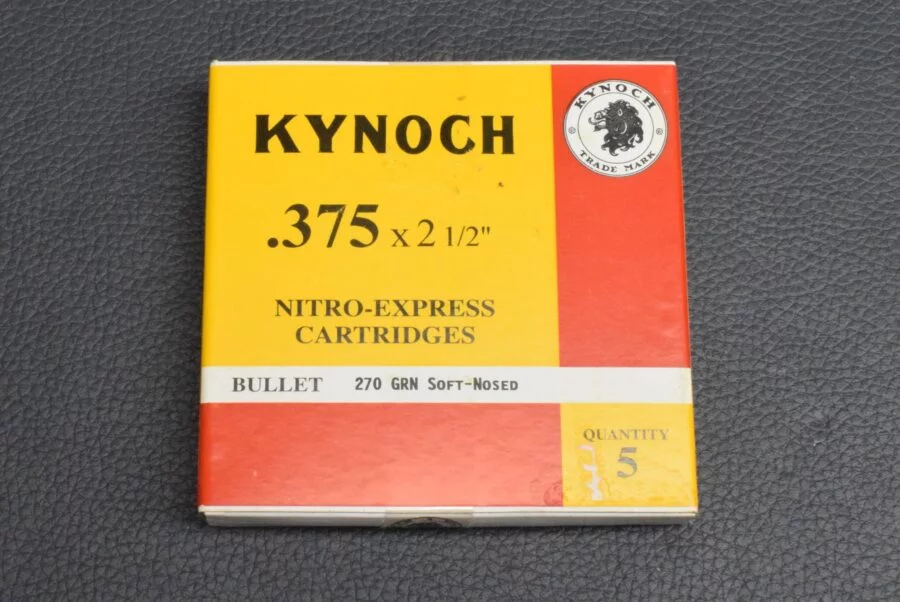 KYNOCH
.375 x 2 1/2"
NITRO-EXPRESS
CARTRIDGES
BULLET 270 GRN SOFT-NOSED
QUANTITY
5
KYNOCH
® ®
TRADE MARK